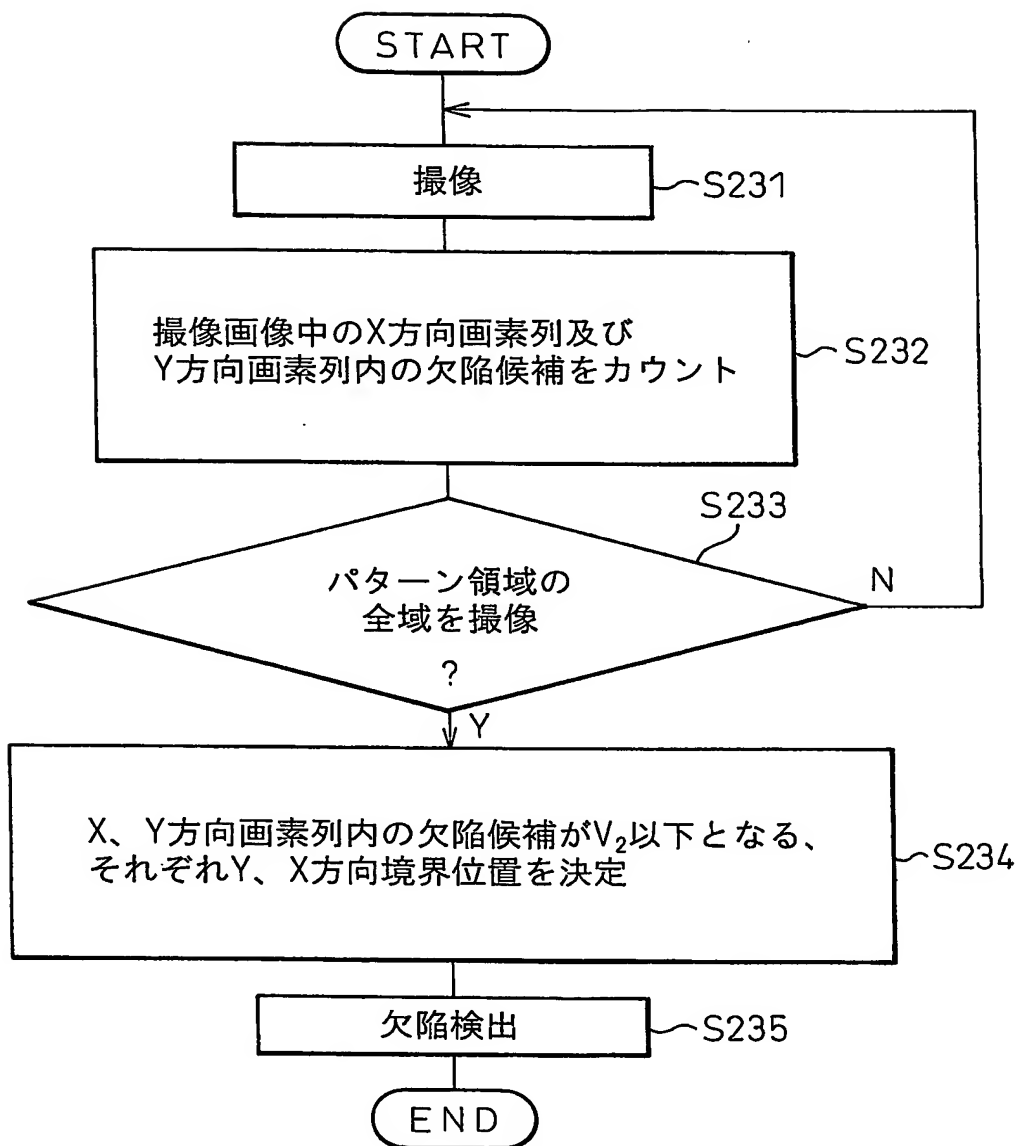 START
撮像
S231
撮像画像中のX方向画素列及び
Y方向画素列内の欠陥候補をカウント
S232
S233
パターン領域の
全域を撮像
?
N
Y
X、Y方向画素列内の欠陥候補がV₂以下となる、
それぞれY、X方向境界位置を決定
S234
欠陥検出
S235
END